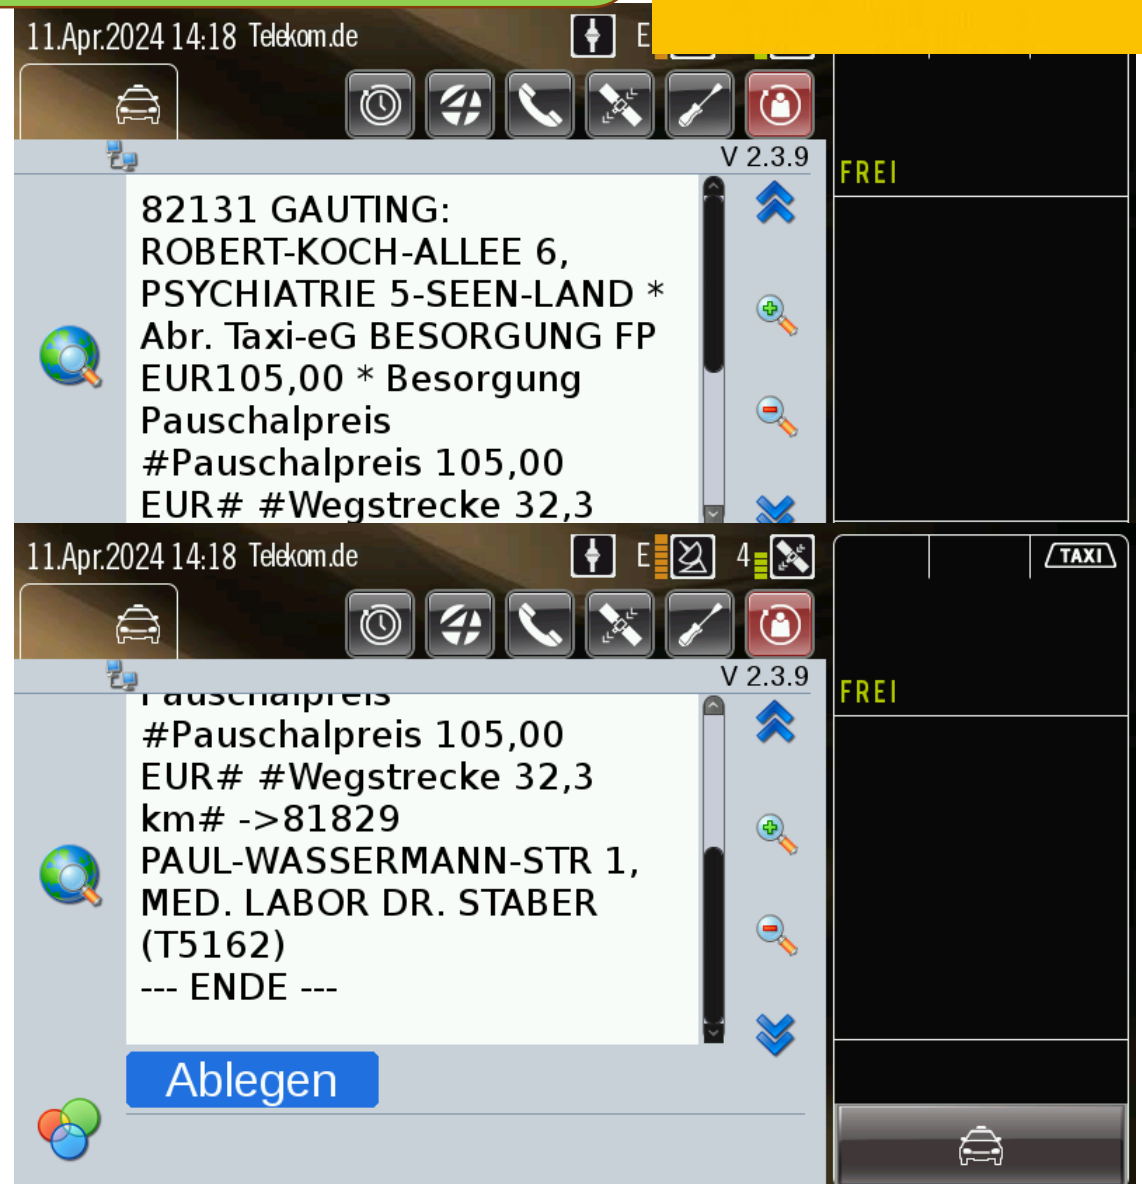 11.Apr.2024 14:18 Telekom.de
E
V 2.3.9
FREI
82131 GAUTING:
ROBERT-KOCH-ALLEE 6,
PSYCHIATRIE 5-SEEN-LAND *
Abr. Taxi-eG BESORGUNG FP
EUR105,00 * Besorgung
Pauschalpreis
#Pauschalpreis 105,00
EUR# #Wegstrecke 32,3
11.Apr.2024 14:18 Telekom.de
E 4
TAXI
V 2.3.9
FREI
Pauschalpreis
#Pauschalpreis 105,00
EUR# #Wegstrecke 32,3
km# ->81829
PAUL-WASSERMANN-STR 1,
MED. LABOR DR. STABER
(T5162)
--- ENDE ---
Ablegen